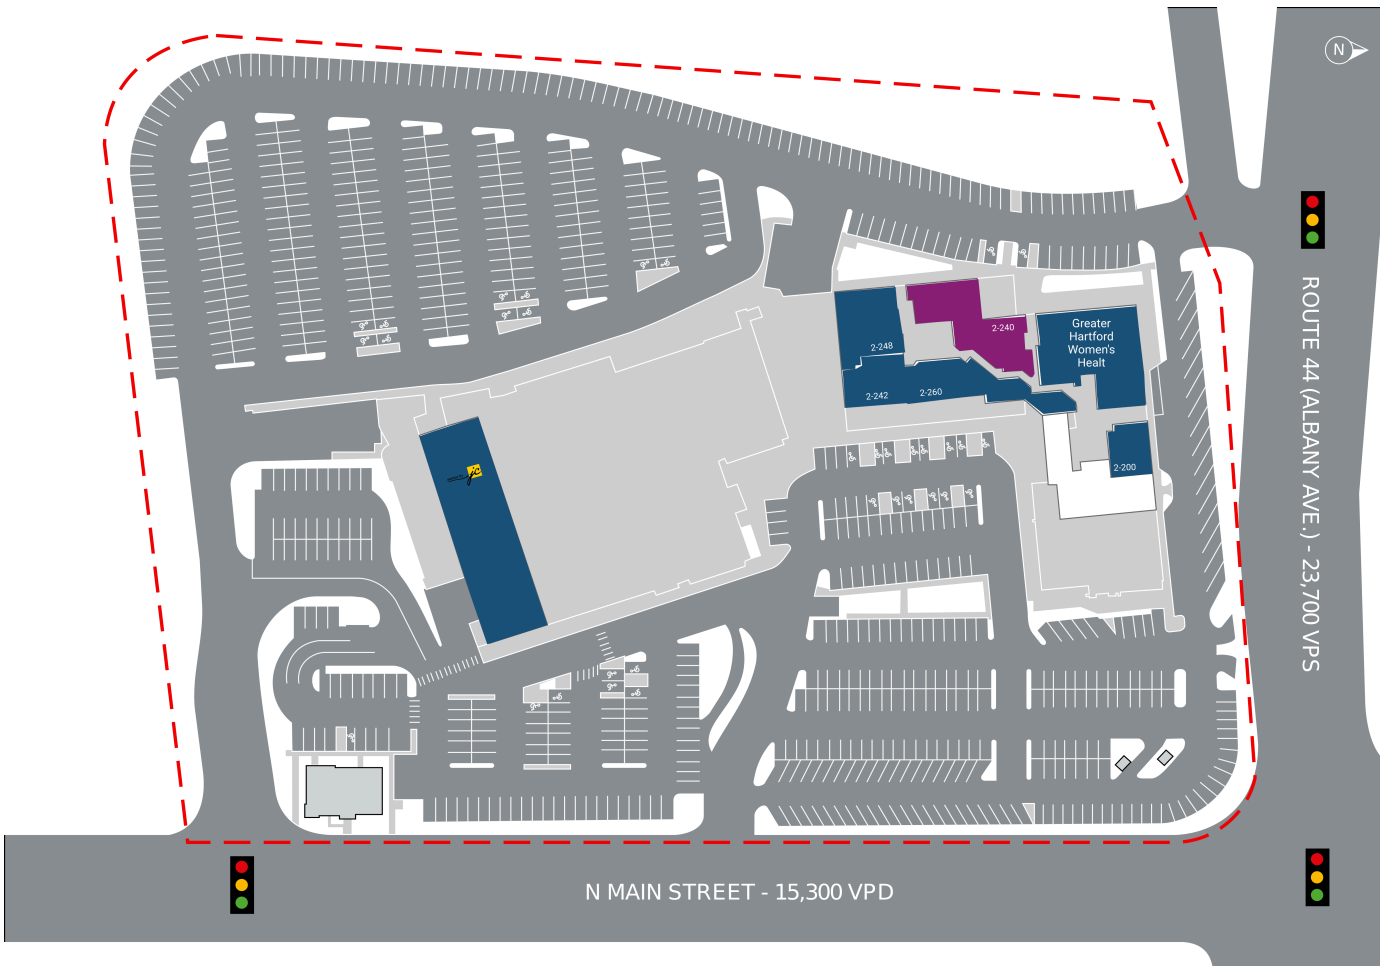 N
2-240
Greater
Hartford
Women's
Healt
2-248
2-242
2-260
2-200
ROUTE 44 (ALBANY AVE.) - 23,700 VPS
N MAIN STREET - 15,300 VPD